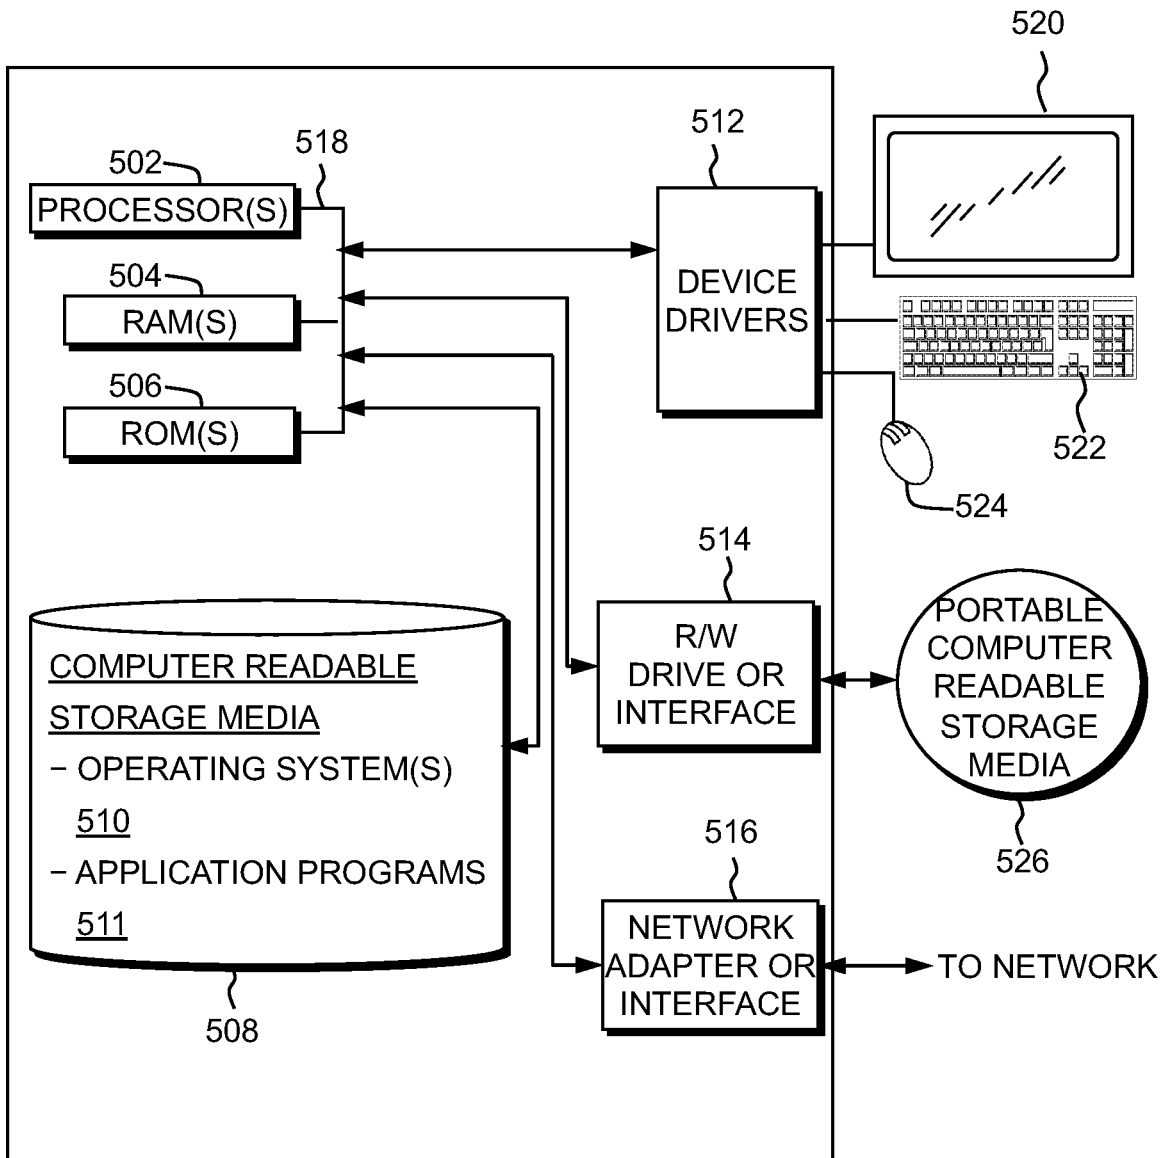 520
518
512
502
PROCESSOR(S)
504
RAM(S)
DEVICE
DRIVERS
506
ROM(S)
522
524
514
R/W
DRIVE OR
INTERFACE
PORTABLE
COMPUTER
READABLE
STORAGE
MEDIA
526
COMPUTER READABLE
STORAGE MEDIA
– OPERATING SYSTEM(S)
510
– APPLICATION PROGRAMS
511
508
516
NETWORK
ADAPTER OR
INTERFACE
TO NETWORK